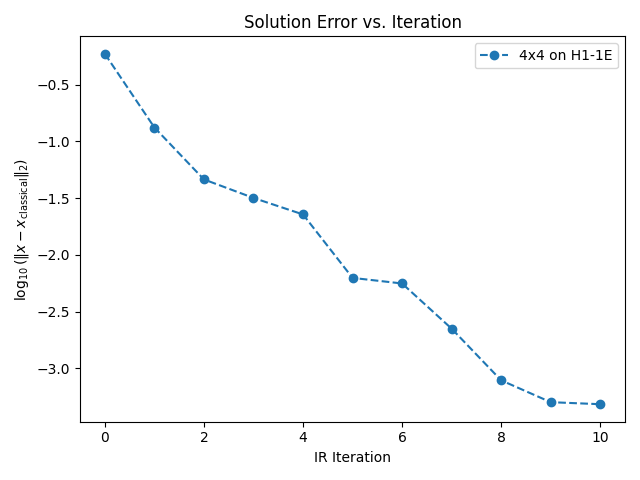 Solution Error vs. Iteration
4x4 on H1-1E
−0.5
−1.0
−1.5
−2.0
−2.5
−3.0
log₁₀ (‖x − x_classical‖₂)
0 2 4 6 8 10
IR Iteration